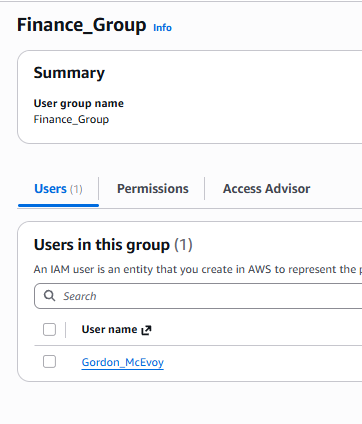 Finance_Group Info
Summary
User group name
Finance_Group
Users (1) Permissions Access Advisor
Users in this group (1)
An IAM user is an entity that you create in AWS to represent the
Search
User name
Gordon_McEvoy